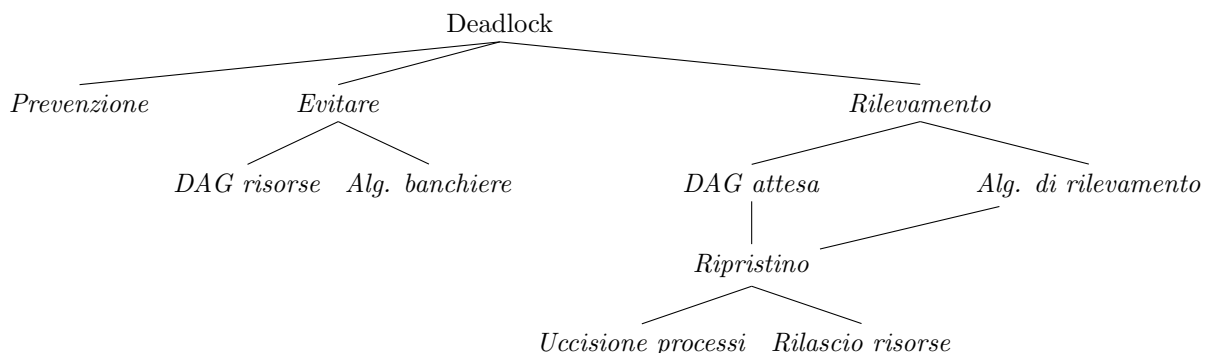 Deadlock
Prevenzione Evitare Rilevamento
DAG risorse Alg. banchiere DAG attesa Alg. di rilevamento
Ripristino
Uccisione processi Rilascio risorse